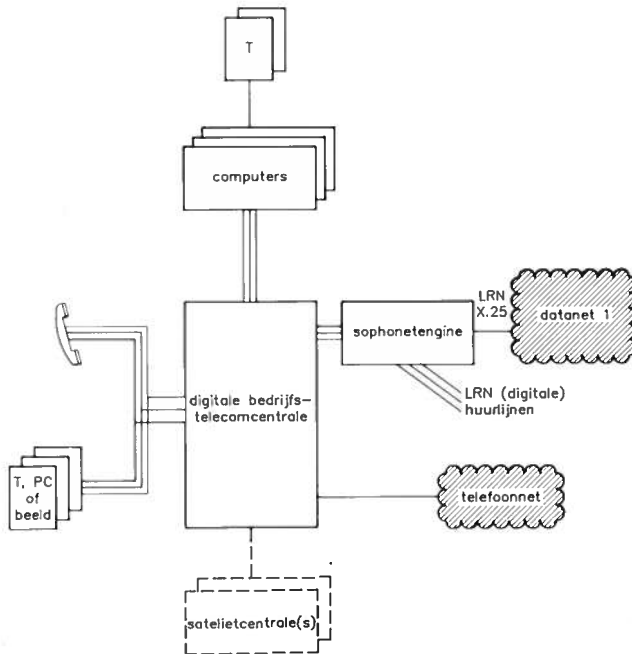 T
computers
LRN
X.25
datanet 1
sophonetengine
digitale bedrijfs-
telecomcentrale
LRN (digitale)
huurlijnen
T, PC
of
beeld
telefoonnet
satelietcentrale(s)